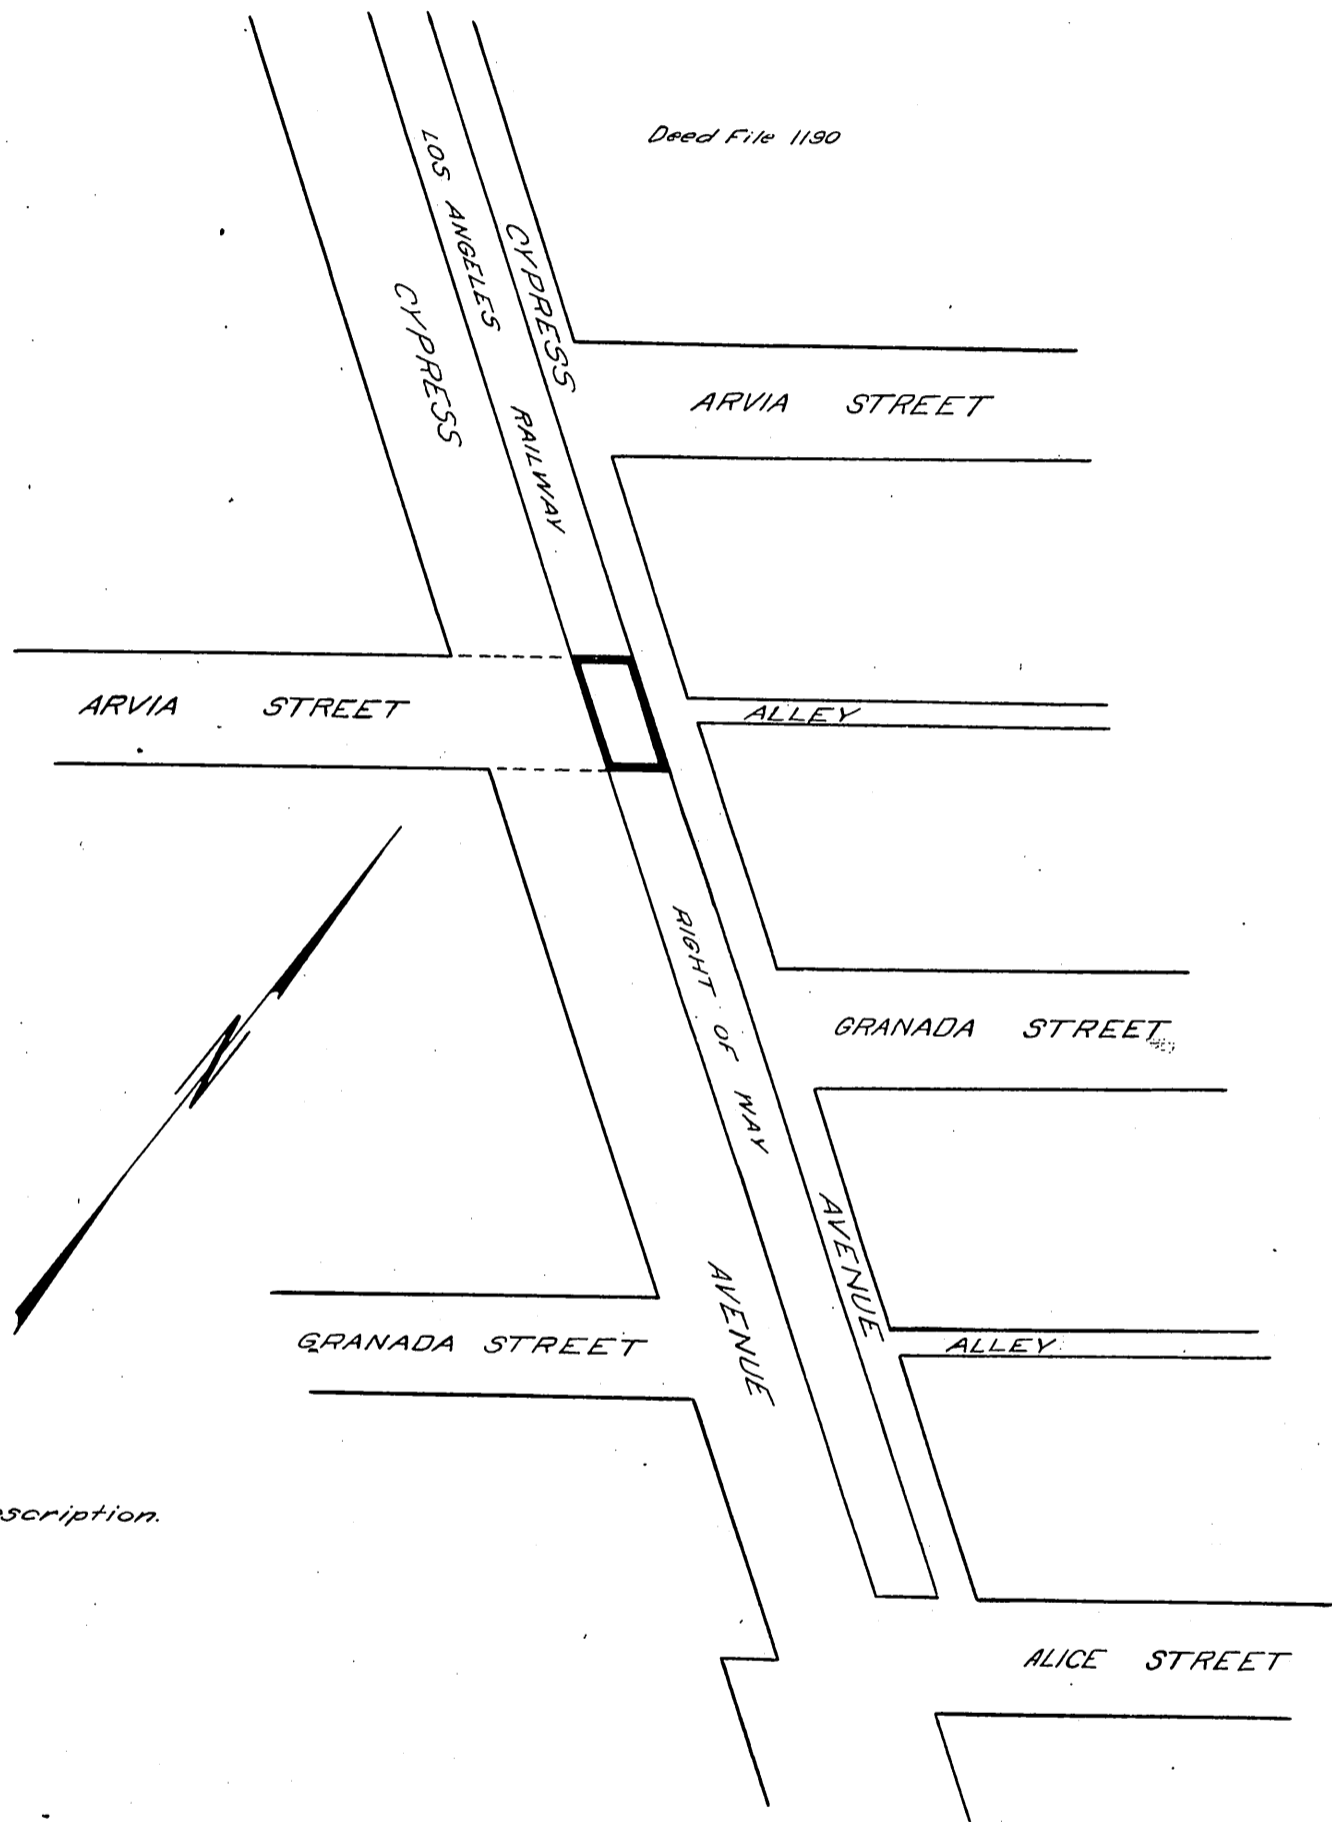 Deed File 1190
LOS ANGELES RAILWAY
CYPRESS
CYPRESS
ARVIA STREET
ARVIA STREET
ALLEY
RIGHT OF WAY
GRANADA STREET
N
AVENUE
AVENUE
GRANADA STREET
ALLEY
scription.
ALICE STREET